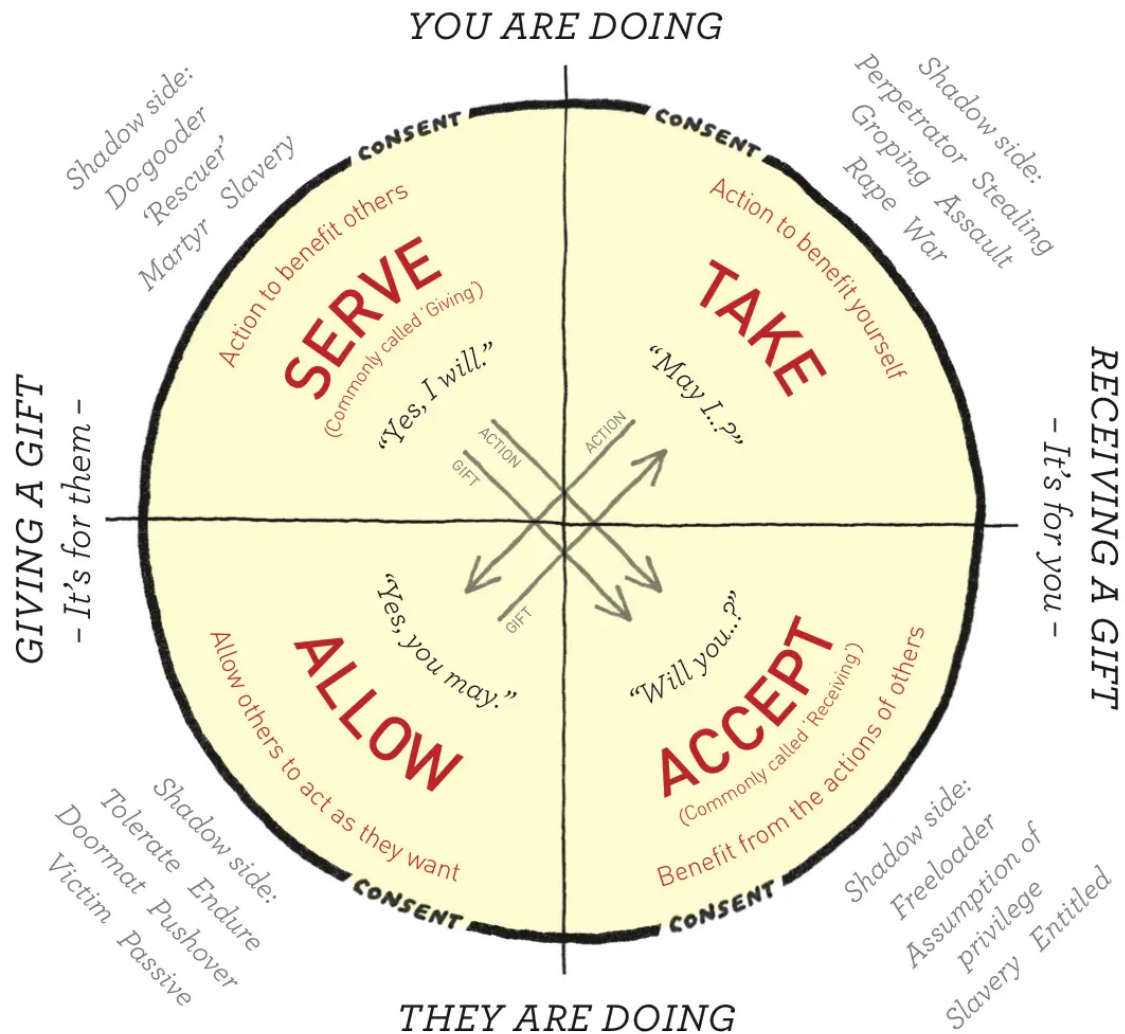 YOU ARE DOING
Shadow side:
Do-gooder
'Rescuer'
Martyr Slavery
Shadow side:
Perpetrator Stealing
Groping Assault
Rape War
CONSENT
CONSENT
Action to benefit others
SERVE
(Commonly called 'Giving')
"Yes, I will."
Action to benefit yourself
TAKE
"May I...?"
GIVING A GIFT
– It's for them –
RECEIVING A GIFT
– It's for you –
ACTION
GIFT
ACTION
GIFT
"Yes, you may."
ALLOW
Allow others to act as they want
"Will you...?"
ACCEPT
(Commonly called 'Receiving')
Benefit from the actions of others
CONSENT
CONSENT
Shadow side:
Tolerate Endure
Doormat Pushover
Victim Passive
Shadow side:
Freeloader
Assumption of
privilege
Slavery Entitled
THEY ARE DOING